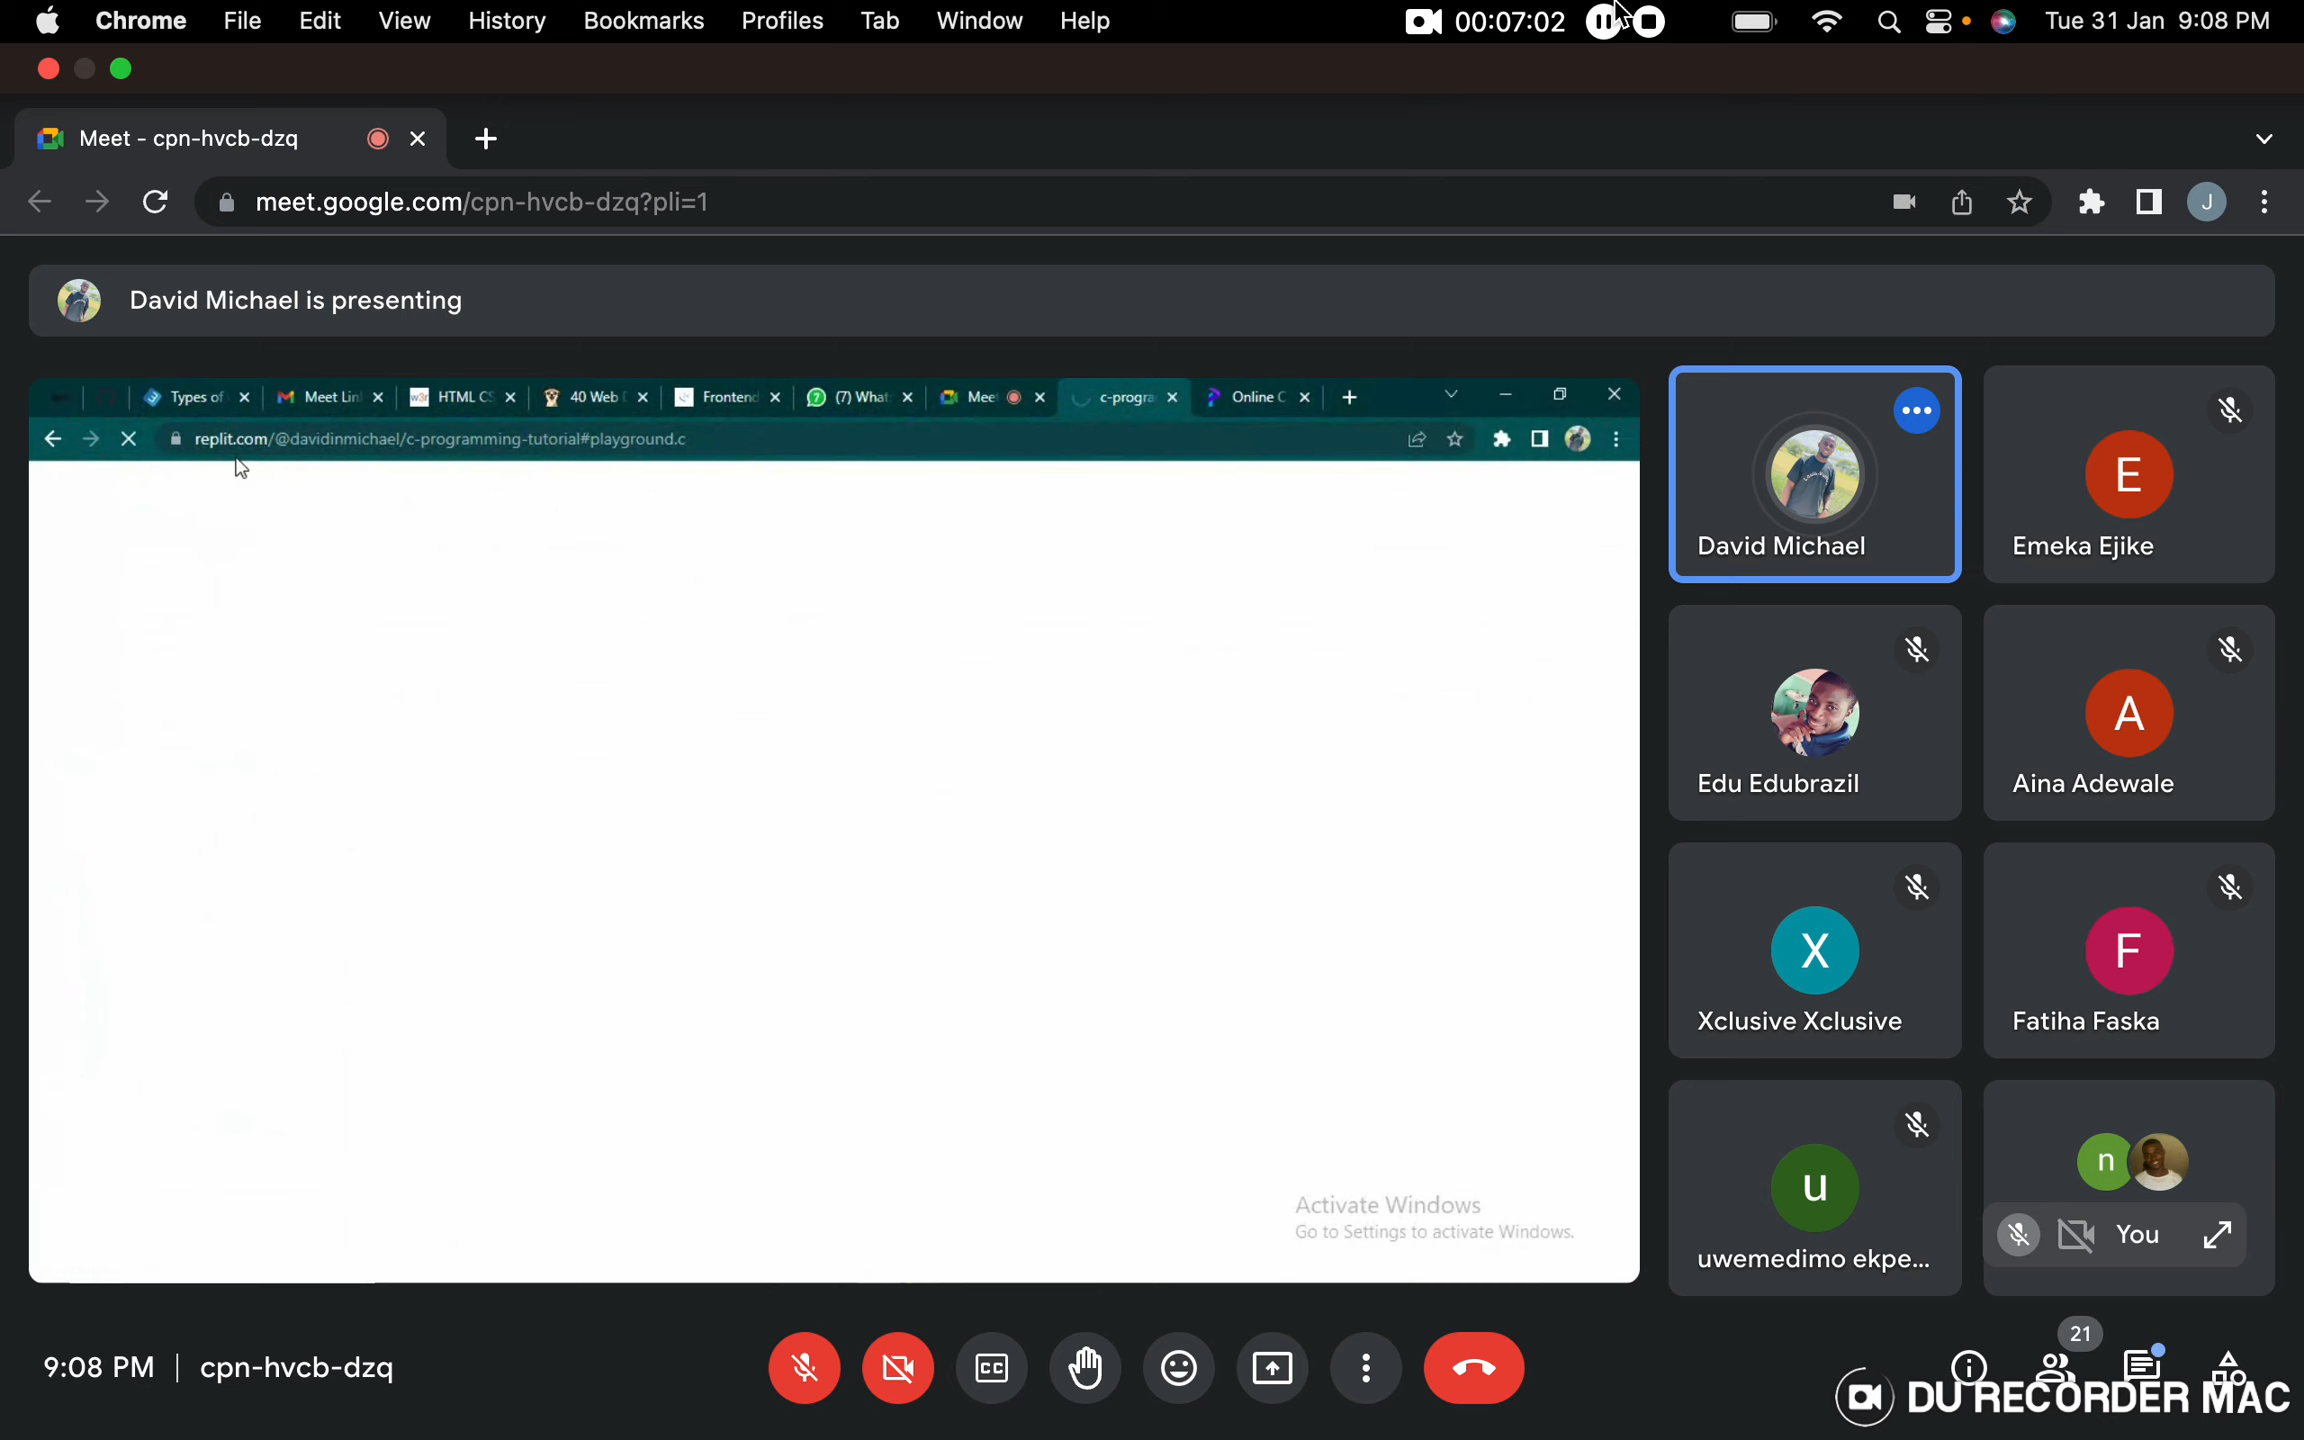 Chrome File Edit View History Bookmarks Profiles Tab Window Help 00:07:02 Tue 31 Jan 9:08 PM
Meet - cpn-hvcb-dzq
meet.google.com/cpn-hvcb-dzq?pli=1 J
David Michael is presenting
Types of Meet Lin HTML CS 40 Web Frontend (7) What Meet c-progra Online C
replit.com/@davidinmichael/c-programming-tutorial#playground.c
David Michael
E
Emeka Ejike
Edu Edubrazil
A
Aina Adewale
X
Xclusive Xclusive
F
Fatiha Faska
Activate Windows
Go to Settings to activate Windows.
u
uwemedimo ekpe...
n
You
9:08 PM | cpn-hvcb-dzq
CC
21
DU RECORDER MAC